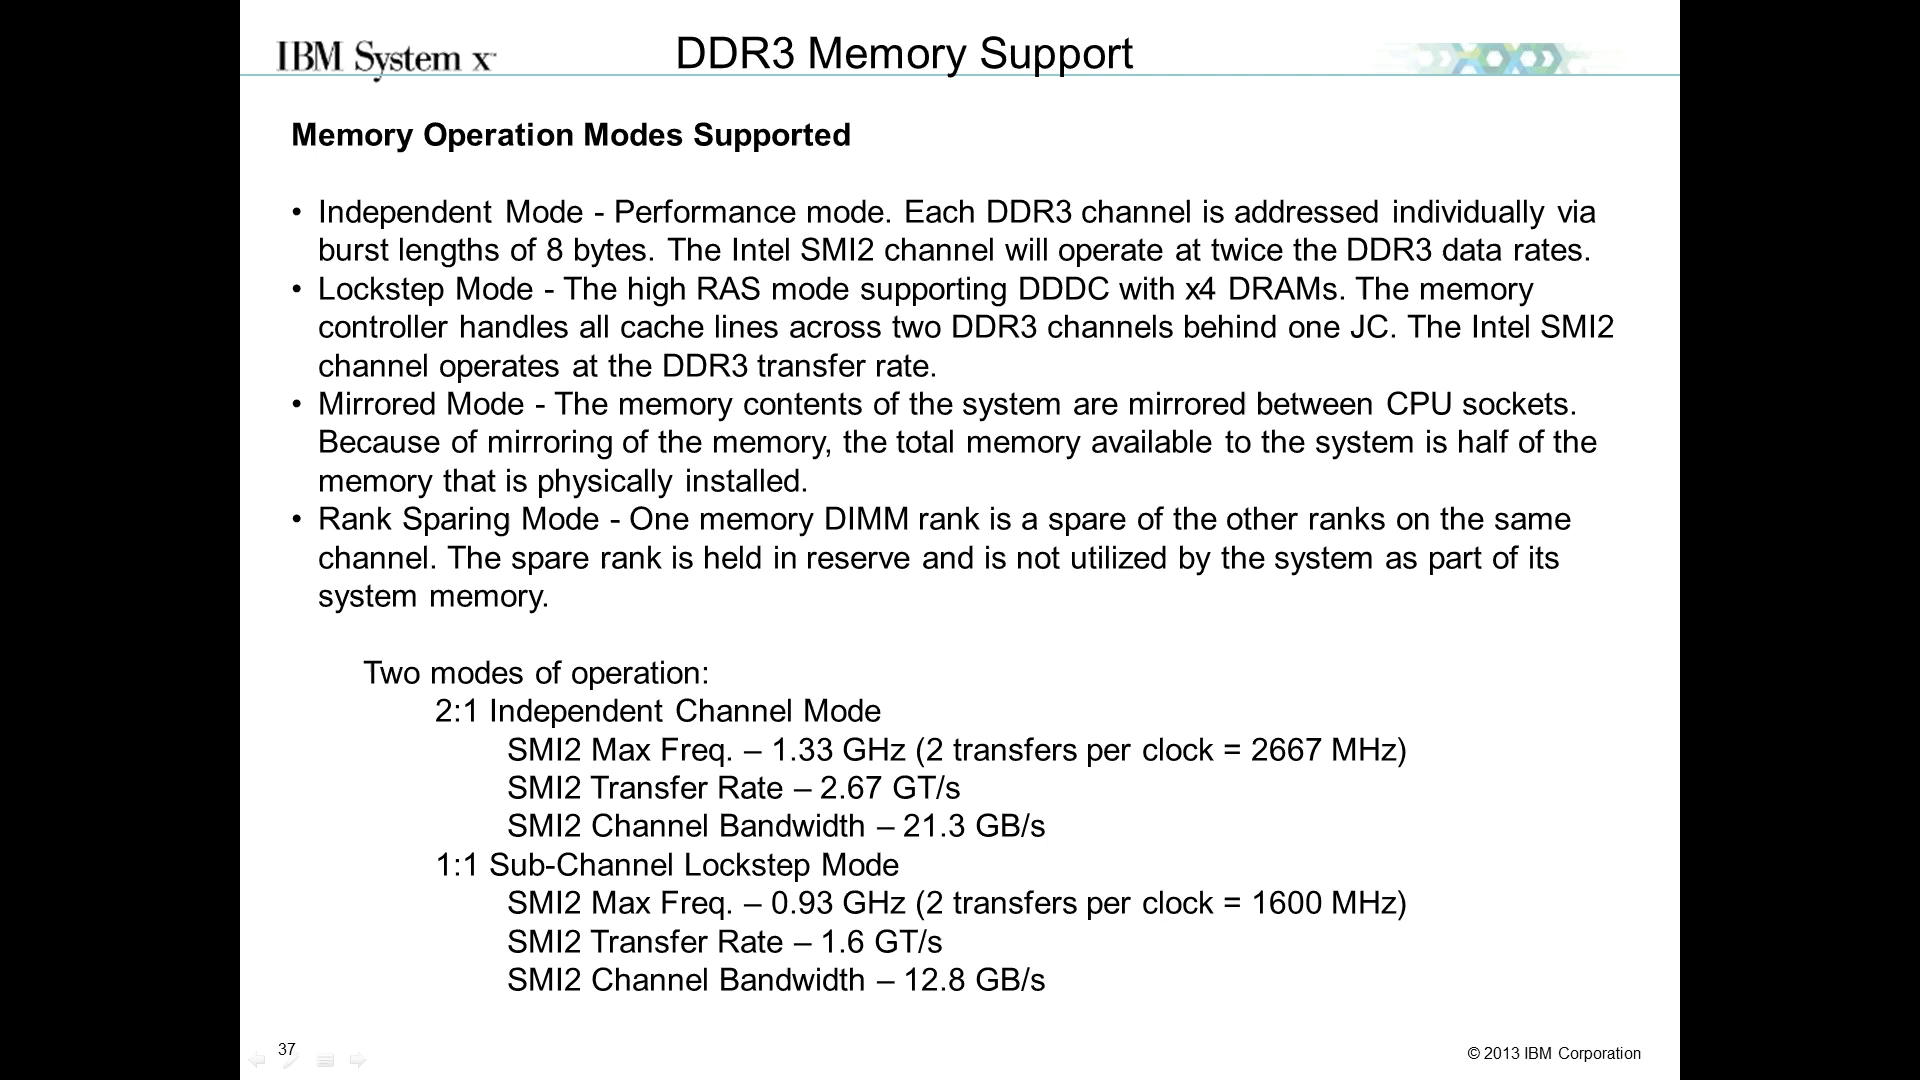 IBM System x
DDR3 Memory Support
Memory Operation Modes Supported
• Independent Mode - Performance mode. Each DDR3 channel is addressed individually via
burst lengths of 8 bytes. The Intel SMI2 channel will operate at twice the DDR3 data rates.
• Lockstep Mode - The high RAS mode supporting DDDC with x4 DRAMs. The memory
controller handles all cache lines across two DDR3 channels behind one JC. The Intel SMI2
channel operates at the DDR3 transfer rate.
• Mirrored Mode - The memory contents of the system are mirrored between CPU sockets.
Because of mirroring of the memory, the total memory available to the system is half of the
memory that is physically installed.
• Rank Sparing Mode - One memory DIMM rank is a spare of the other ranks on the same
channel. The spare rank is held in reserve and is not utilized by the system as part of its
system memory.
Two modes of operation:
2:1 Independent Channel Mode
SMI2 Max Freq. – 1.33 GHz (2 transfers per clock = 2667 MHz)
SMI2 Transfer Rate – 2.67 GT/s
SMI2 Channel Bandwidth – 21.3 GB/s
1:1 Sub-Channel Lockstep Mode
SMI2 Max Freq. – 0.93 GHz (2 transfers per clock = 1600 MHz)
SMI2 Transfer Rate – 1.6 GT/s
SMI2 Channel Bandwidth – 12.8 GB/s
37
© 2013 IBM Corporation